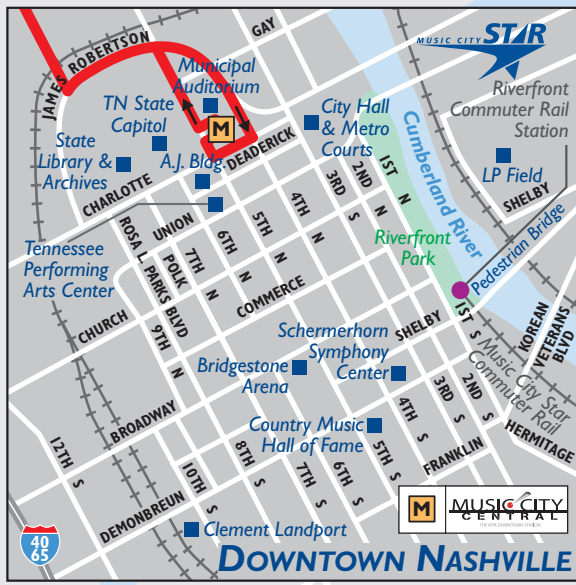 GAY
MUSIC CITY STAR
JAMES ROBERTSON
Municipal
Auditorium
Riverfront
Commuter Rail
Station
TN State
Capitol
City Hall
& Metro
Courts
M
State
Library &
Archives
A.J. Bldg.
DEADERICK
Cumberland River
LP Field
CHARLOTTE
1ST N
2ND N
3RD S
4TH N
5TH N
6TH N
7TH N
SHELBY
UNION
ROSA L PARKS BLVD
POLK
Riverfront
Park
Pedestrian Bridge
Tennessee
Performing
Arts Center
COMMERCE
CHURCH
9TH N
Schermerhorn
Symphony
Center
SHELBY
1ST S
KOREAN
VETERANS
BLVD
Music City Star
Commuter Rail
Bridgestone
Arena
BROADWAY
2ND S
3RD S
4TH S
HERMITAGE
Country Music
Hall of Fame
FRANKLIN
12TH S
10TH S
8TH S
7TH S
6TH S
5TH S
DEMONBREUN
M
MUSIC CITY
CENTRAL
THE MTA DOWNTOWN STATION
Clement Landport
40
65
DOWNTOWN NASHVILLE